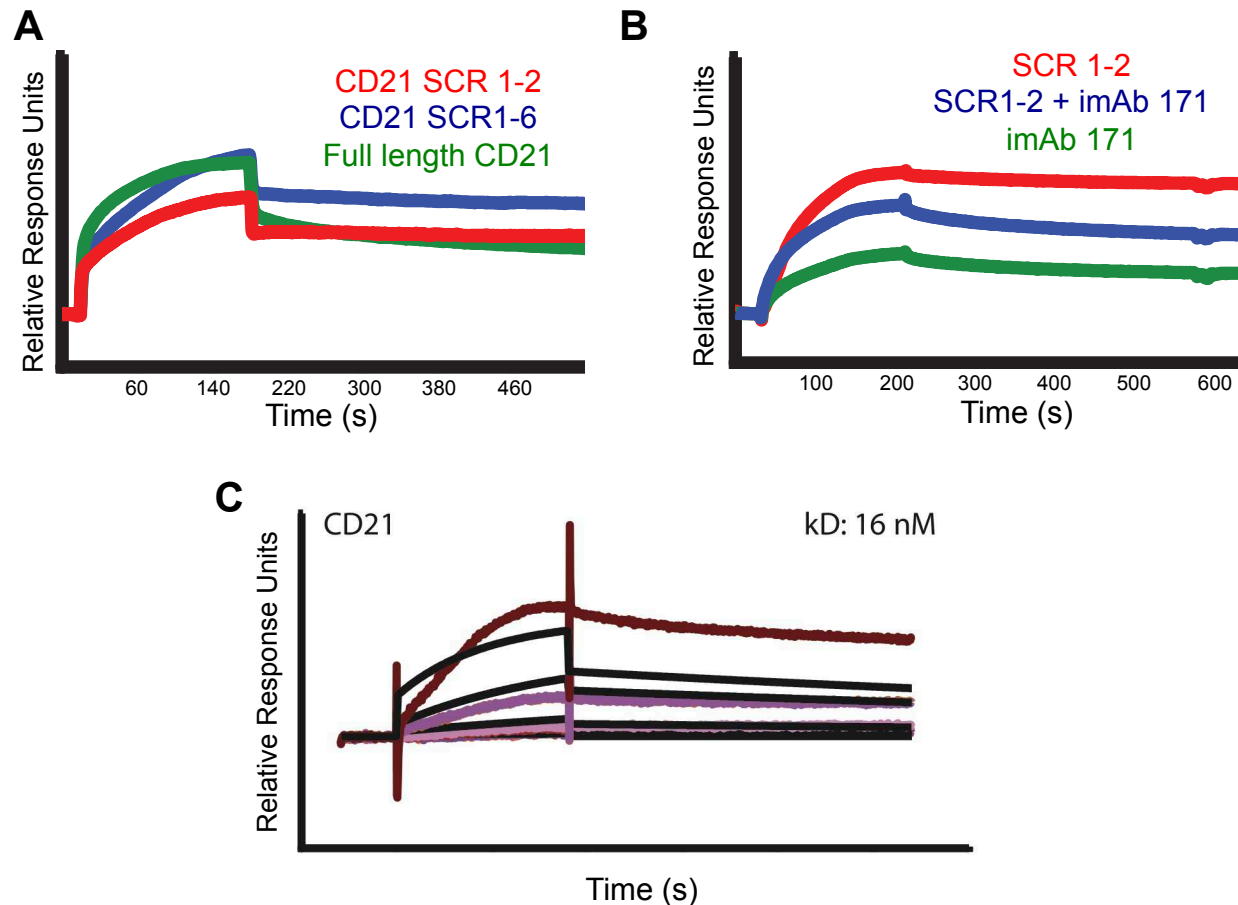 A
Relative Response Units
CD21 SCR 1-2
CD21 SCR1-6
Full length CD21
60 140 220 300 380 460
Time (s)
B
Relative Response Units
SCR 1-2
SCR1-2 + imAb 171
imAb 171
100 200 300 400 500 600
Time (s)
C
Relative Response Units
CD21 kD: 16 nM
Time (s)